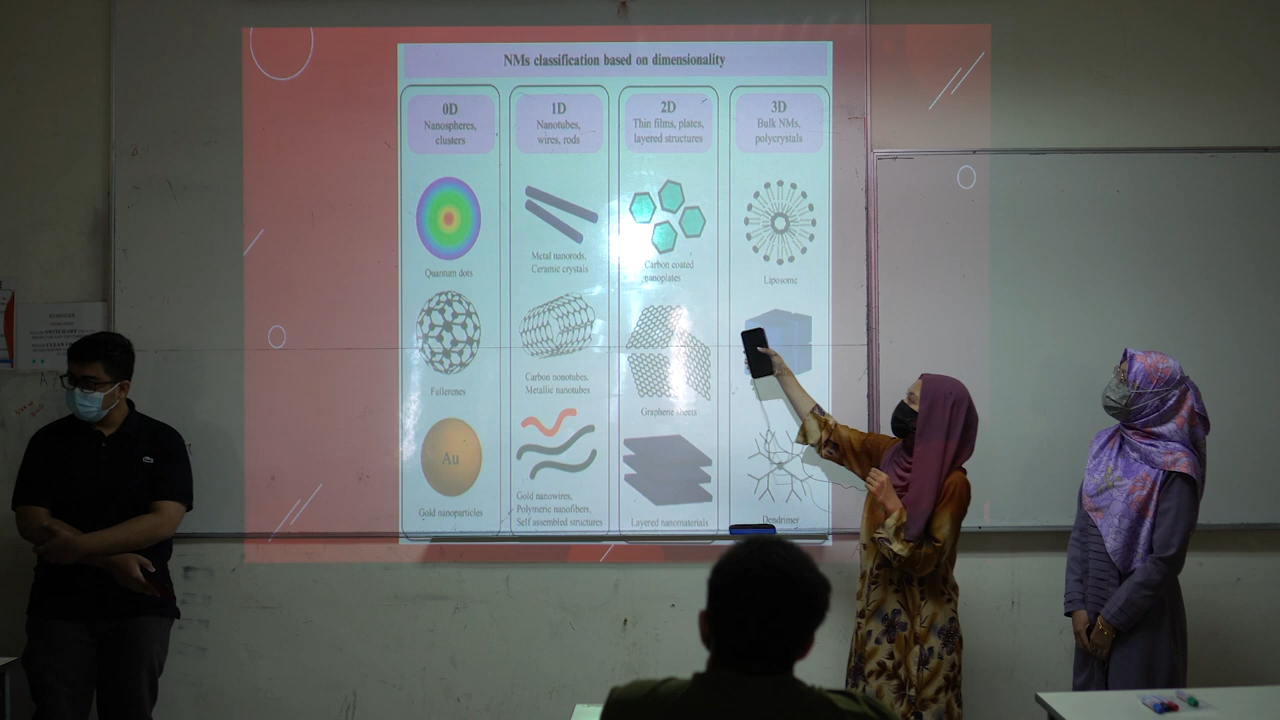 NMs classification based on dimensionality
0D
Nanospheres,
clusters
1D
Nanotubes,
wires, rods
2D
Thin films, plates,
layered structures
3D
Bulk NMs,
polycrystals
Quantum dots
Metal nanorods,
Ceramic crystals
Carbon coated
nanoplates
Liposome
Fullerenes
Carbon nonotubes,
Metallic nanotubes
Graphene sheets
Au
Gold nanoparticles
Gold nanowires,
Polymeric nanofibers,
Self assembled structures
Layered nanomaterials
Dendrimer
REMINDER